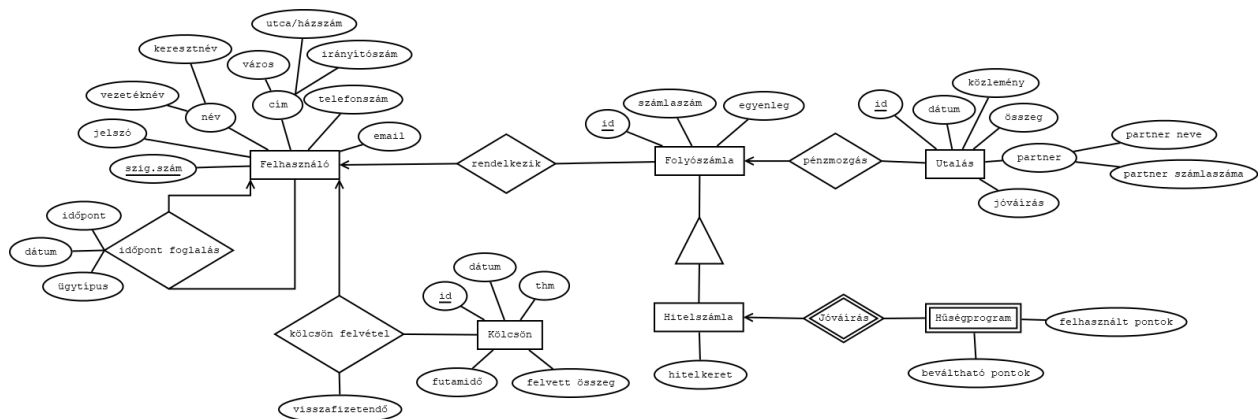 utca/házszám
keresztnév
város
irányítószám
vezetéknév
név
cím
telefonszám
jelszó
email
szig.szám
Felhasználó
rendelkezik
id
számlaszám
egyenleg
Folyószámla
pénzmozgás
id
dátum
közlemény
összeg
Utalás
partner
partner neve
partner számlaszáma
jóváírás
időpont
dátum
ügytípus
időpont foglalás
kölcsön felvétel
visszafizetendő
id
dátum
thm
Kölcsön
futamidő
felvett összeg
Hitelszámla
hitelkeret
Jóváírás
Hűségprogram
felhasznált pontok
beváltható pontok